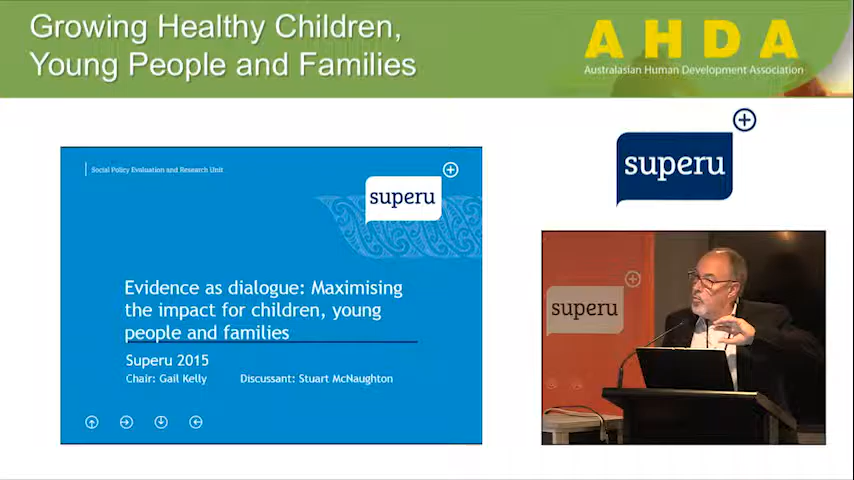 Growing Healthy Children,
Young People and Families
AHDA
Australasian Human Development Association
Social Policy Evaluation and Research Unit
superu
Evidence as dialogue: Maximising
the impact for children, young
people and families
Superu 2015
Chair: Gail Kelly Discussant: Stuart McNaughton
superu
superu